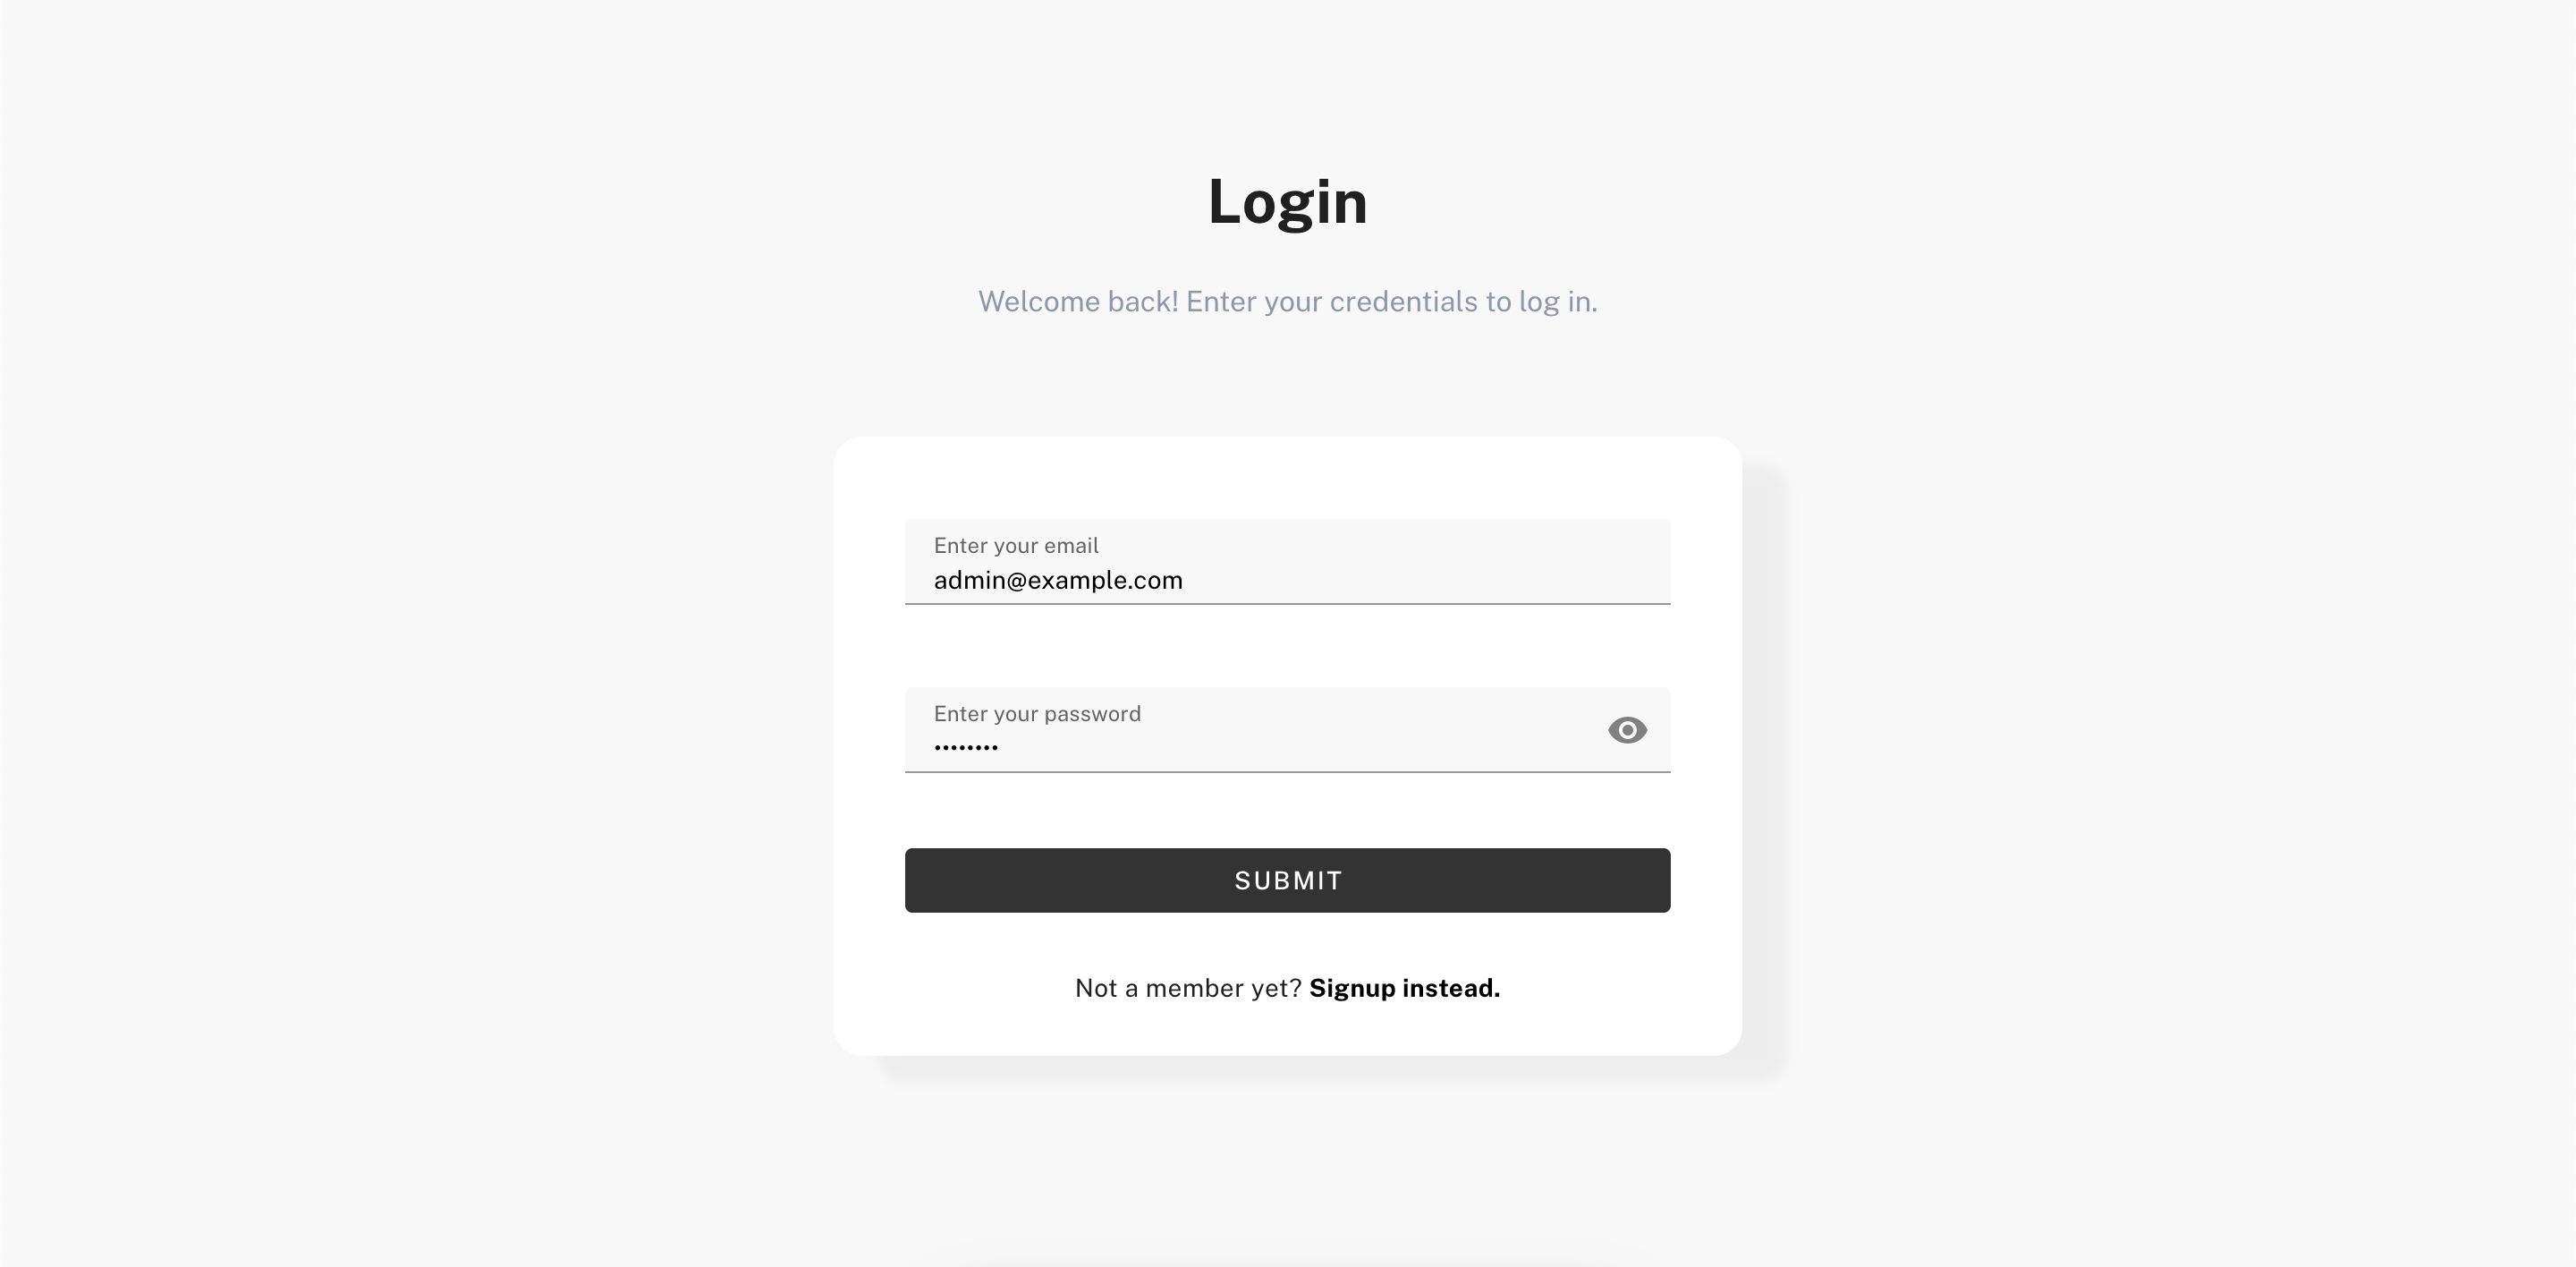 Login
Welcome back! Enter your credentials to log in.
Enter your email
admin@example.com
Enter your password
••••••••
SUBMIT
Not a member yet? Signup instead.